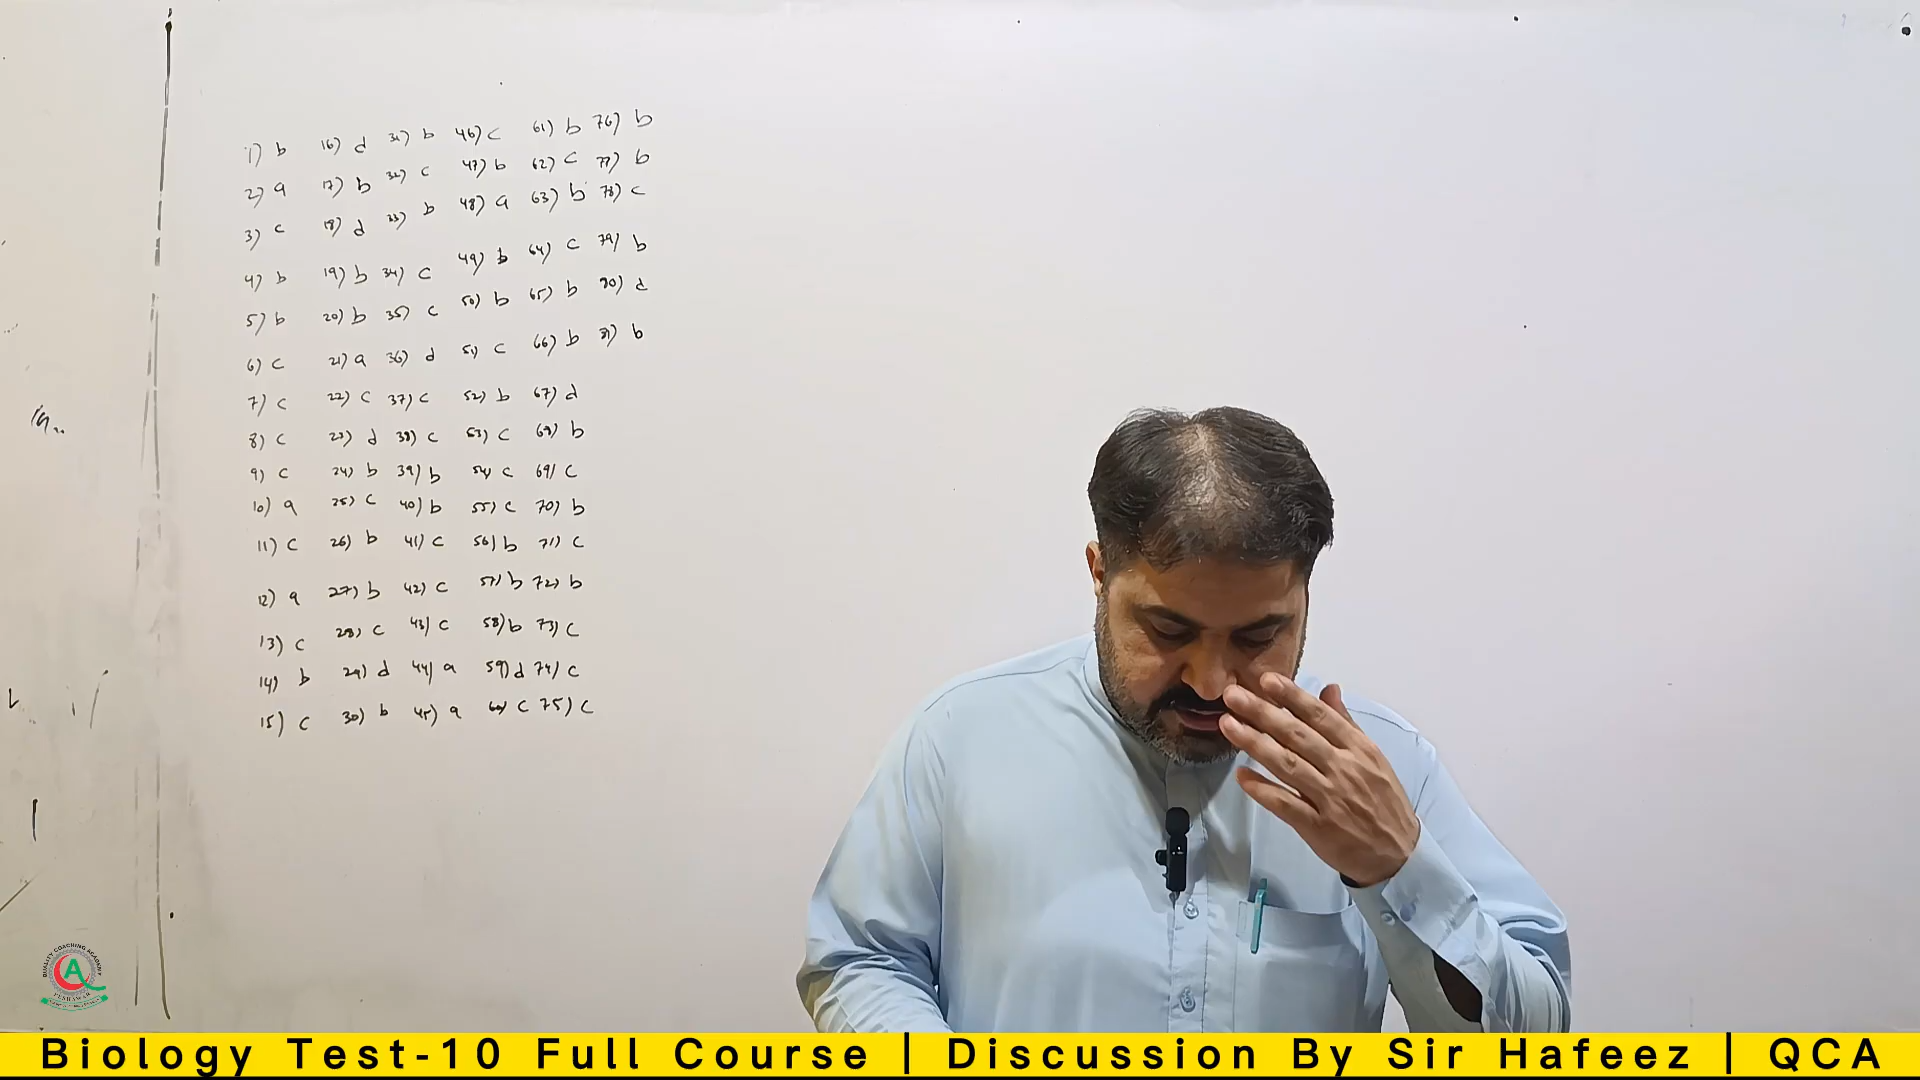 1) b 16) d 31) b 46) c 61) b 76) b
2) a 17) b 32) c 47) b 62) c 77) b
3) c 18) d 33) b 48) a 63) b 78) c
4) b 19) b 34) c 49) b 64) c 79) b
5) b 20) b 35) c 50) b 65) b 80) d
6) c 21) a 36) d 51) c 66) b 81) b
7) c 22) c 37) c 52) b 67) d
8) c 23) d 38) c 53) c 68) b
9) c 24) b 39) b 54) c 69) c
10) a 25) c 40) b 55) c 70) b
11) c 26) b 41) c 56) b 71) c
12) a 27) b 42) c 57) b 72) b
13) c 28) c 43) c 58) b 73) c
14) b 29) d 44) a 59) d 74) c
15) c 30) b 45) a 60) c 75) c
QUALITY COACHING ACADEMY
PESHAWAR
Biology Test-10 Full Course | Discussion By Sir Hafeez | QCA